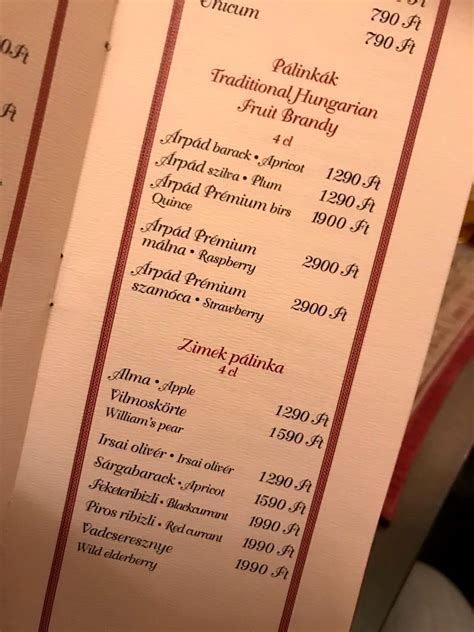 Unicum 790 Ft
790 Ft
Pálinkák
Traditional Hungarian
Fruit Brandy
4 cl
Árpád barack • Apricot 1290 Ft
Árpád szilva • Plum 1290 Ft
Árpád Prémium birs 1900 Ft
Quince
Árpád Prémium
málna • Raspberry 2900 Ft
Árpád Prémium
szamóca • Strawberry 2900 Ft
Zimek pálinka
4 cl
Alma • Apple 1290 Ft
Vilmoskörte 1590 Ft
William's pear
Irsai olivér • Irsai olivér 1290 Ft
Sárgabarack • Apricot 1590 Ft
Feketeribizli • Blackcurrant 1990 Ft
Piros ribizli • Red currant 1990 Ft
Vadcseresznye 1990 Ft
Wild elderberry